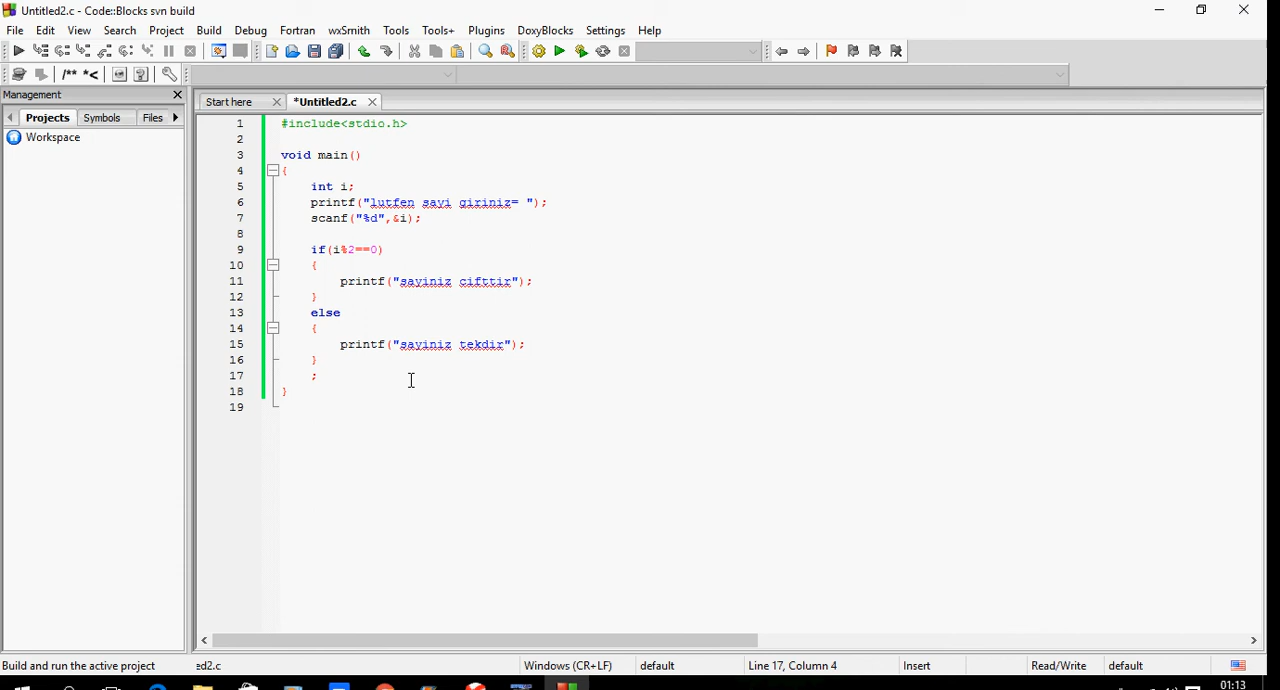 Untitled2.c - Code::Blocks svn build
File Edit View Search Project Build Debug Fortran wxSmith Tools Tools+ Plugins DoxyBlocks Settings Help
/** *<
Management
Projects Symbols Files
Workspace
Start here *Untitled2.c
1 #include<stdio.h>
2
3 void main()
4 {
5 int i;
6 printf("lutfen sayi giriniz= ");
7 scanf("%d",&i);
8
9 if(i%2==0)
10 {
11 printf("sayiniz cifttir");
12 }
13 else
14 {
15 printf("sayiniz tekdir");
16 }
17 ;
18 }
19
Build and run the active project ed2.c Windows (CR+LF) default Line 17, Column 4 Insert Read/Write default
01:13